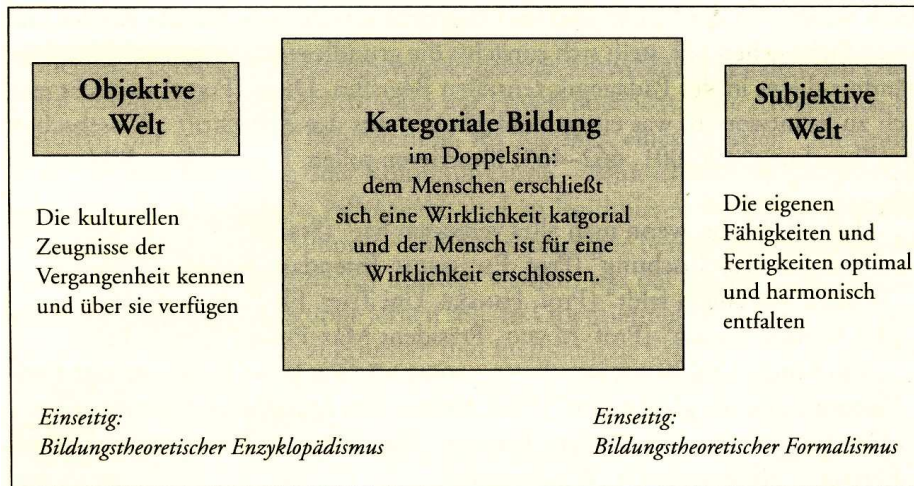 Objektive
Welt
Die kulturellen
Zeugnisse der
Vergangenheit kennen
und über sie verfügen
Kategoriale Bildung
im Doppelsinn:
dem Menschen erschließt
sich eine Wirklichkeit katgorial
und der Mensch ist für eine
Wirklichkeit erschlossen.
Subjektive
Welt
Die eigenen
Fähigkeiten und
Fertigkeiten optimal
und harmonisch
entfalten
Einseitig:
Bildungstheoretischer Enzyklopädismus
Einseitig:
Bildungstheoretischer Formalismus